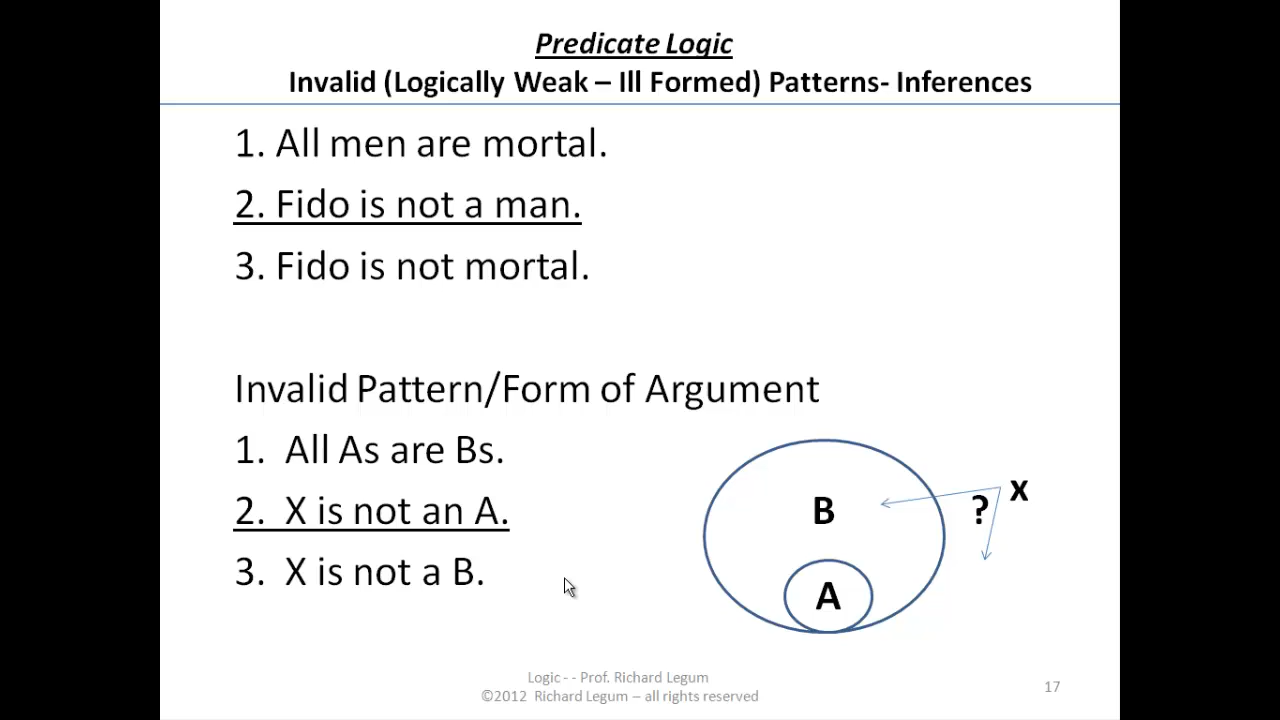 Predicate Logic
Invalid (Logically Weak – Ill Formed) Patterns- Inferences
1. All men are mortal.
2. Fido is not a man.
3. Fido is not mortal.
Invalid Pattern/Form of Argument
1. All As are Bs.
2. X is not an A.
3. X is not a B.
B
x
?
A
Logic - - Prof. Richard Legum
©2012 Richard Legum – all rights reserved
17